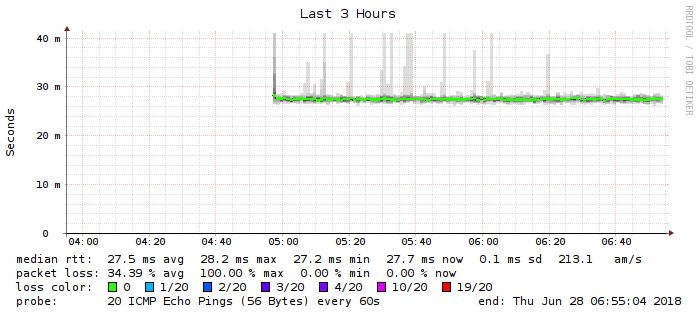 Last 3 Hours
RRDTOOL / TOBI OETIKER
Seconds
40 m
30 m
20 m
10 m
0
04:00 04:20 04:40 05:00 05:20 05:40 06:00 06:20 06:40
median rtt: 27.5 ms avg 28.2 ms max 27.2 ms min 27.7 ms now 0.1 ms sd 213.1 am/s
packet loss: 34.39 % avg 100.00 % max 0.00 % min 0.00 % now
loss color: 0 1/20 2/20 3/20 4/20 10/20 19/20
probe: 20 ICMP Echo Pings (56 Bytes) every 60s end: Thu Jun 28 06:55:04 2018